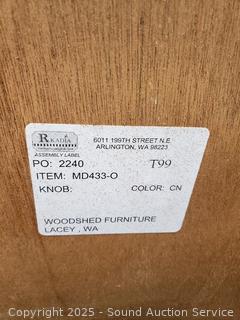 ARKADIA
6011 199TH STREET N.E.
ARLINGTON, WA 98223
ASSEMBLY LABEL
PO: 2240 T99
ITEM: MD433-O
KNOB: COLOR: CN
WOODSHED FURNITURE
LACEY , WA
Copyright 2025 - Sound Auction Service